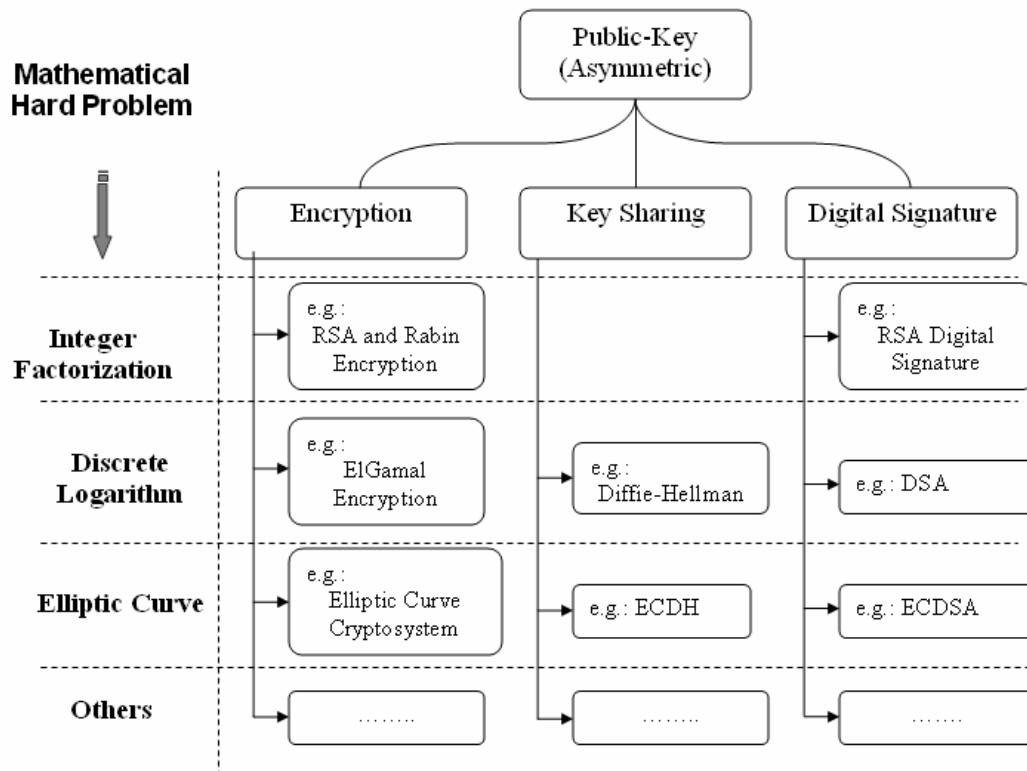 Public-Key
(Asymmetric)
Mathematical
Hard Problem
Encryption
Key Sharing
Digital Signature
Integer
Factorization
e.g.:
RSA and Rabin
Encryption
e.g.:
RSA Digital
Signature
Discrete
Logarithm
e.g.:
ElGamal
Encryption
e.g.:
Diffie-Hellman
e.g.: DSA
Elliptic Curve
e.g.:
Elliptic Curve
Cryptosystem
e.g.: ECDH
e.g.: ECDSA
Others
........
........
.......